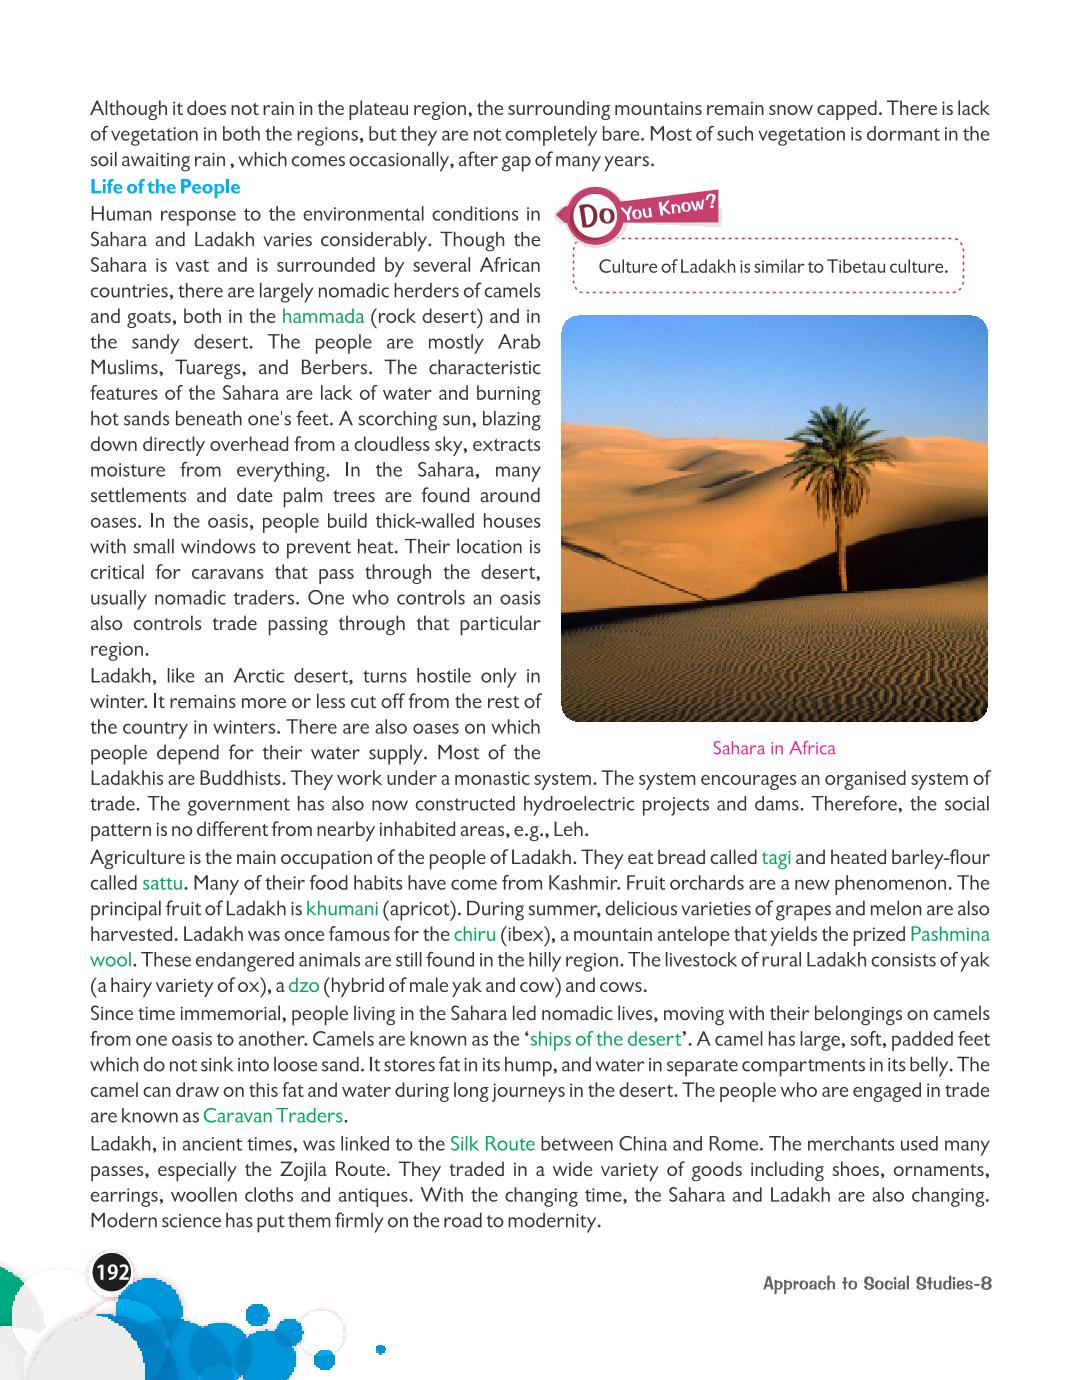 Although it does not rain in the plateau region, the surrounding mountains remain snow capped. There is lack
of vegetation in both the regions, but they are not completely bare. Most of such vegetation is dormant in the
soil awaiting rain , which comes occasionally, after gap of many years.
Life of the People
Human response to the environmental conditions in
Sahara and Ladakh varies considerably. Though the
Sahara is vast and is surrounded by several African
countries, there are largely nomadic herders of camels
and goats, both in the hammada (rock desert) and in
the sandy desert. The people are mostly Arab
Muslims, Tuaregs, and Berbers. The characteristic
features of the Sahara are lack of water and burning
hot sands beneath one's feet. A scorching sun, blazing
down directly overhead from a cloudless sky, extracts
moisture from everything. In the Sahara, many
settlements and date palm trees are found around
oases. In the oasis, people build thick-walled houses
with small windows to prevent heat. Their location is
critical for caravans that pass through the desert,
usually nomadic traders. One who controls an oasis
also controls trade passing through that particular
region.
Do You Know?
Culture of Ladakh is similar to Tibetau culture.
Sahara in Africa
Ladakh, like an Arctic desert, turns hostile only in
winter. It remains more or less cut off from the rest of
the country in winters. There are also oases on which
people depend for their water supply. Most of the
Ladakhis are Buddhists. They work under a monastic system. The system encourages an organised system of
trade. The government has also now constructed hydroelectric projects and dams. Therefore, the social
pattern is no different from nearby inhabited areas, e.g., Leh.
Agriculture is the main occupation of the people of Ladakh. They eat bread called tagi and heated barley-flour
called sattu. Many of their food habits have come from Kashmir. Fruit orchards are a new phenomenon. The
principal fruit of Ladakh is khumani (apricot). During summer, delicious varieties of grapes and melon are also
harvested. Ladakh was once famous for the chiru (ibex), a mountain antelope that yields the prized Pashmina
wool. These endangered animals are still found in the hilly region. The livestock of rural Ladakh consists of yak
(a hairy variety of ox), a dzo (hybrid of male yak and cow) and cows.
Since time immemorial, people living in the Sahara led nomadic lives, moving with their belongings on camels
from one oasis to another. Camels are known as the ‘ships of the desert’. A camel has large, soft, padded feet
which do not sink into loose sand. It stores fat in its hump, and water in separate compartments in its belly. The
camel can draw on this fat and water during long journeys in the desert. The people who are engaged in trade
are known as Caravan Traders.
Ladakh, in ancient times, was linked to the Silk Route between China and Rome. The merchants used many
passes, especially the Zojila Route. They traded in a wide variety of goods including shoes, ornaments,
earrings, woollen cloths and antiques. With the changing time, the Sahara and Ladakh are also changing.
Modern science has put them firmly on the road to modernity.
192
Approach to Social Studies-8